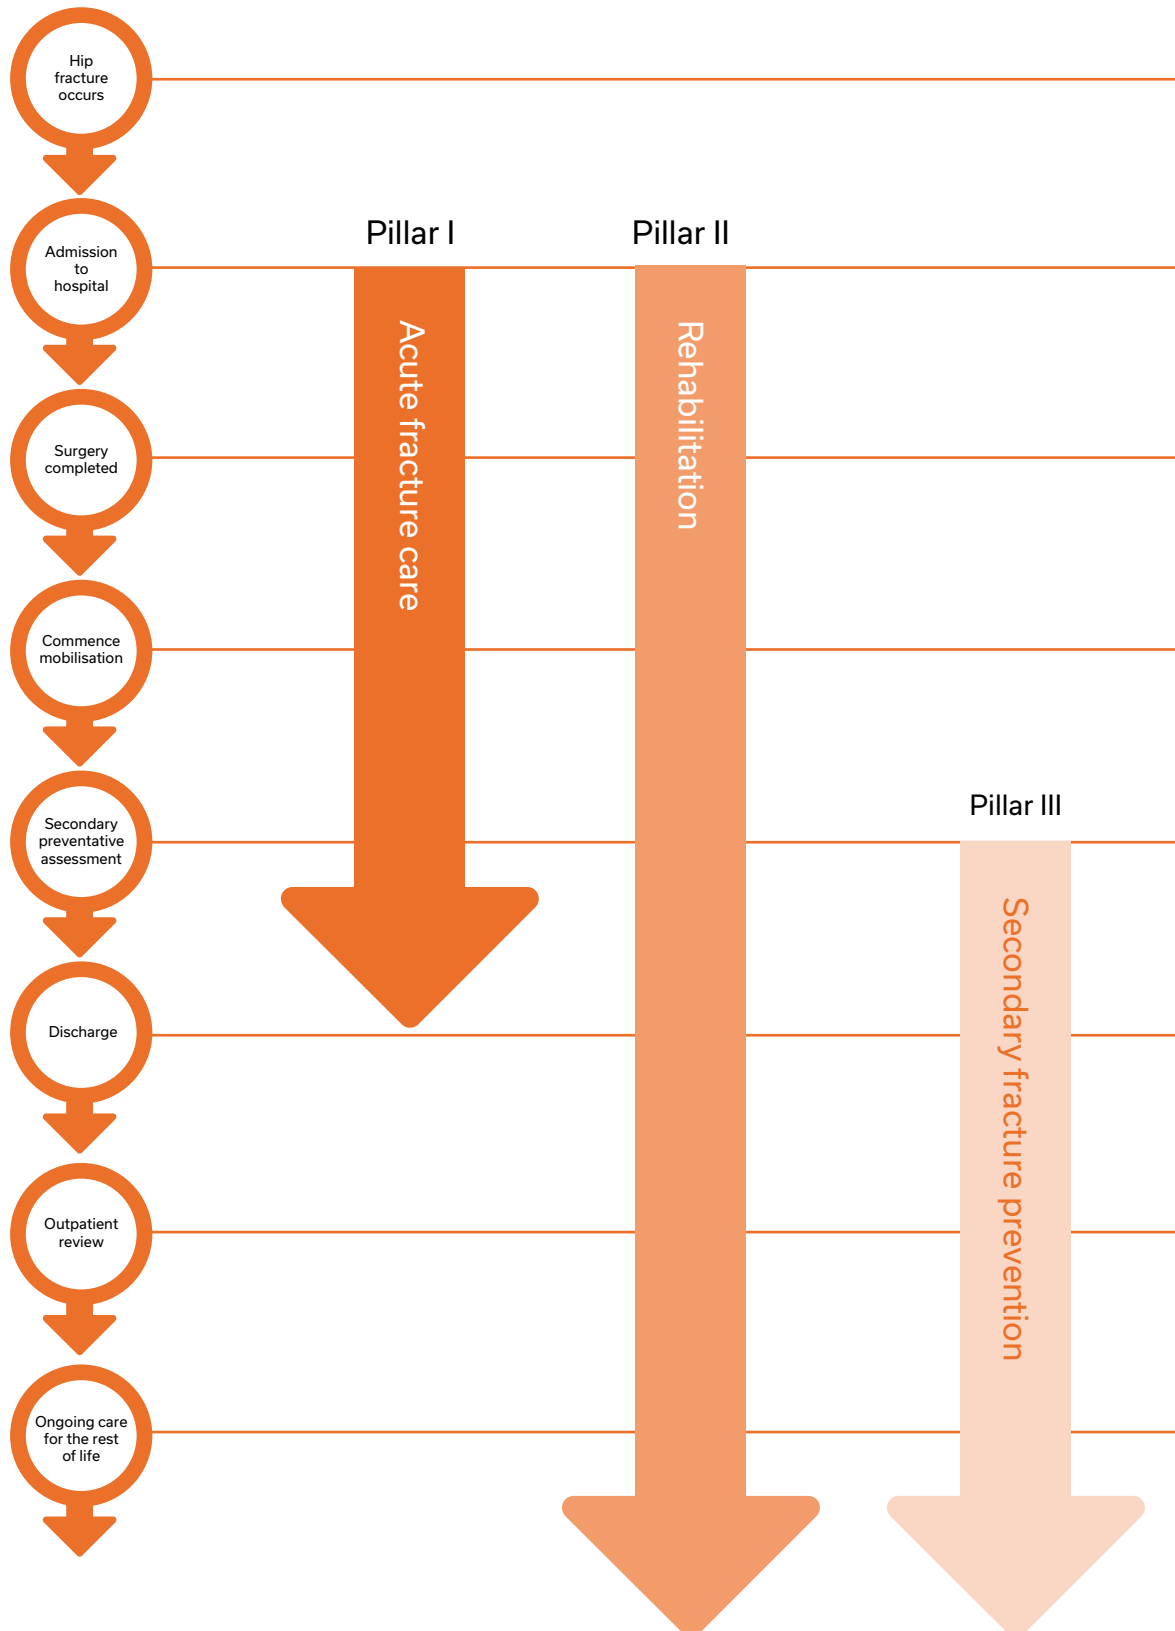 Hip
fracture
occurs
Admission
to
hospital
Pillar I
Pillar II
Acute fracture care
Rehabilitation
Surgery
completed
Commence
mobilisation
Secondary
preventative
assessment
Pillar III
Secondary fracture prevention
Discharge
Outpatient
review
Ongoing care
for the rest
of life